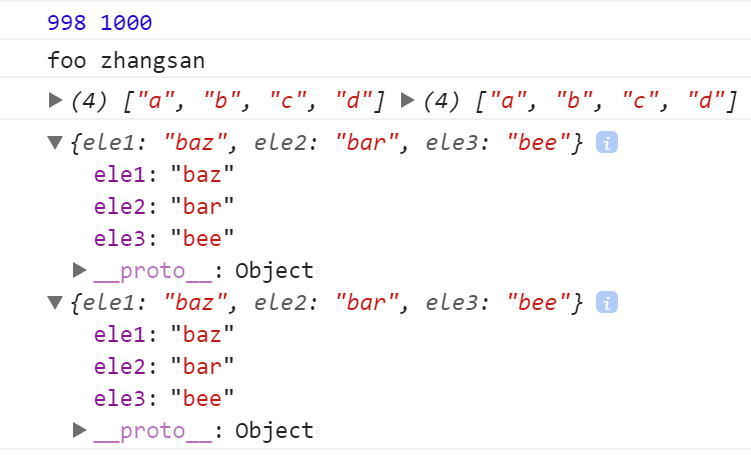 998 1000
foo zhangsan
(4) ["a", "b", "c", "d"] (4) ["a", "b", "c", "d"]
{ele1: "baz", ele2: "bar", ele3: "bee"} i
ele1: "baz"
ele2: "bar"
ele3: "bee"
__proto__: Object
{ele1: "baz", ele2: "bar", ele3: "bee"} i
ele1: "baz"
ele2: "bar"
ele3: "bee"
__proto__: Object